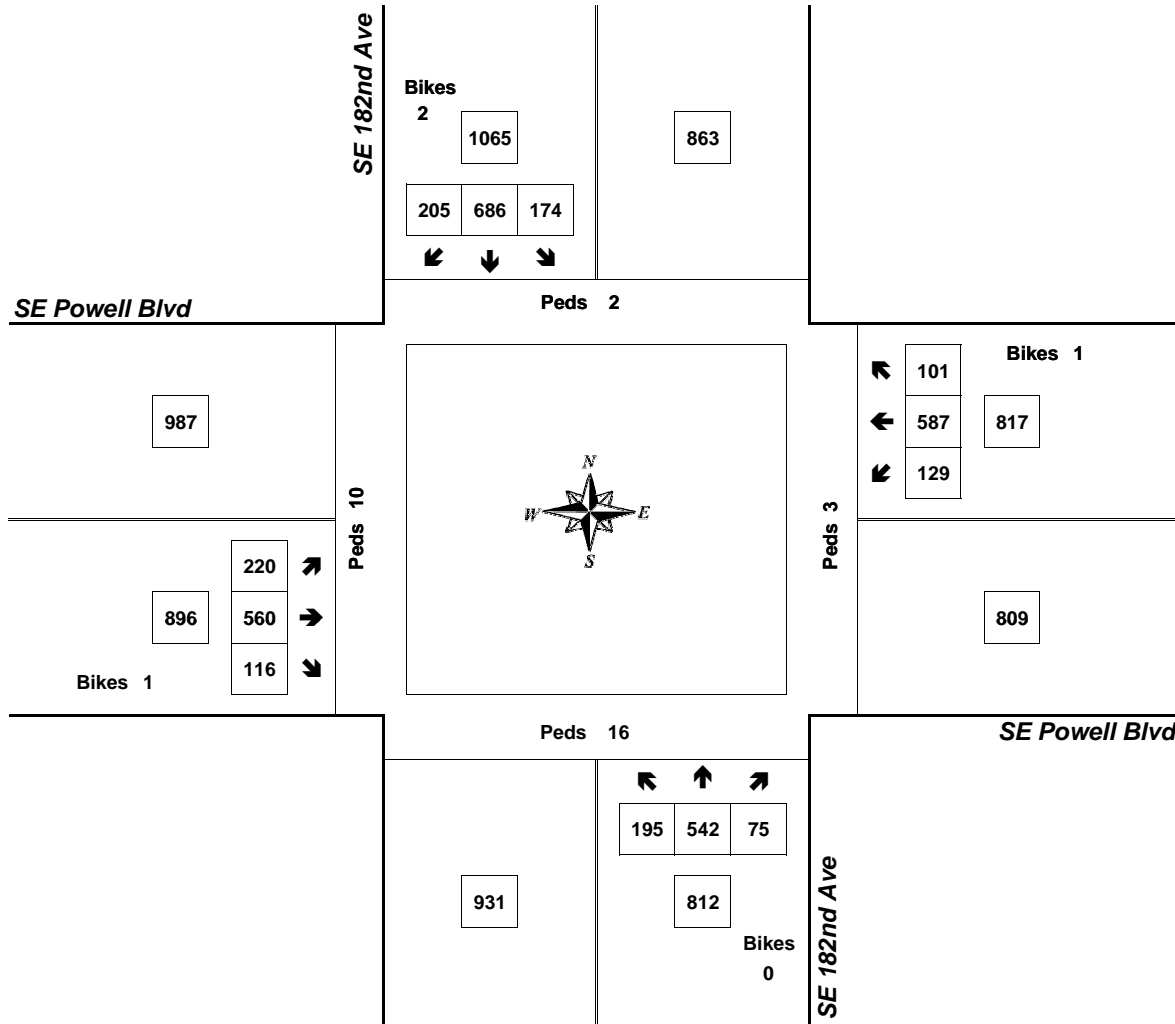 SE 182nd Ave
Bikes
2
1065
863
205 686 174
Peds 2
SE Powell Blvd
Bikes 1
101
987
587 817
129
N
W E
S
Peds 10
Peds 3
220
896 560
809
116
Bikes 1
Peds 16
SE Powell Blvd
195 542 75
931
812
Bikes
0
SE 182nd Ave